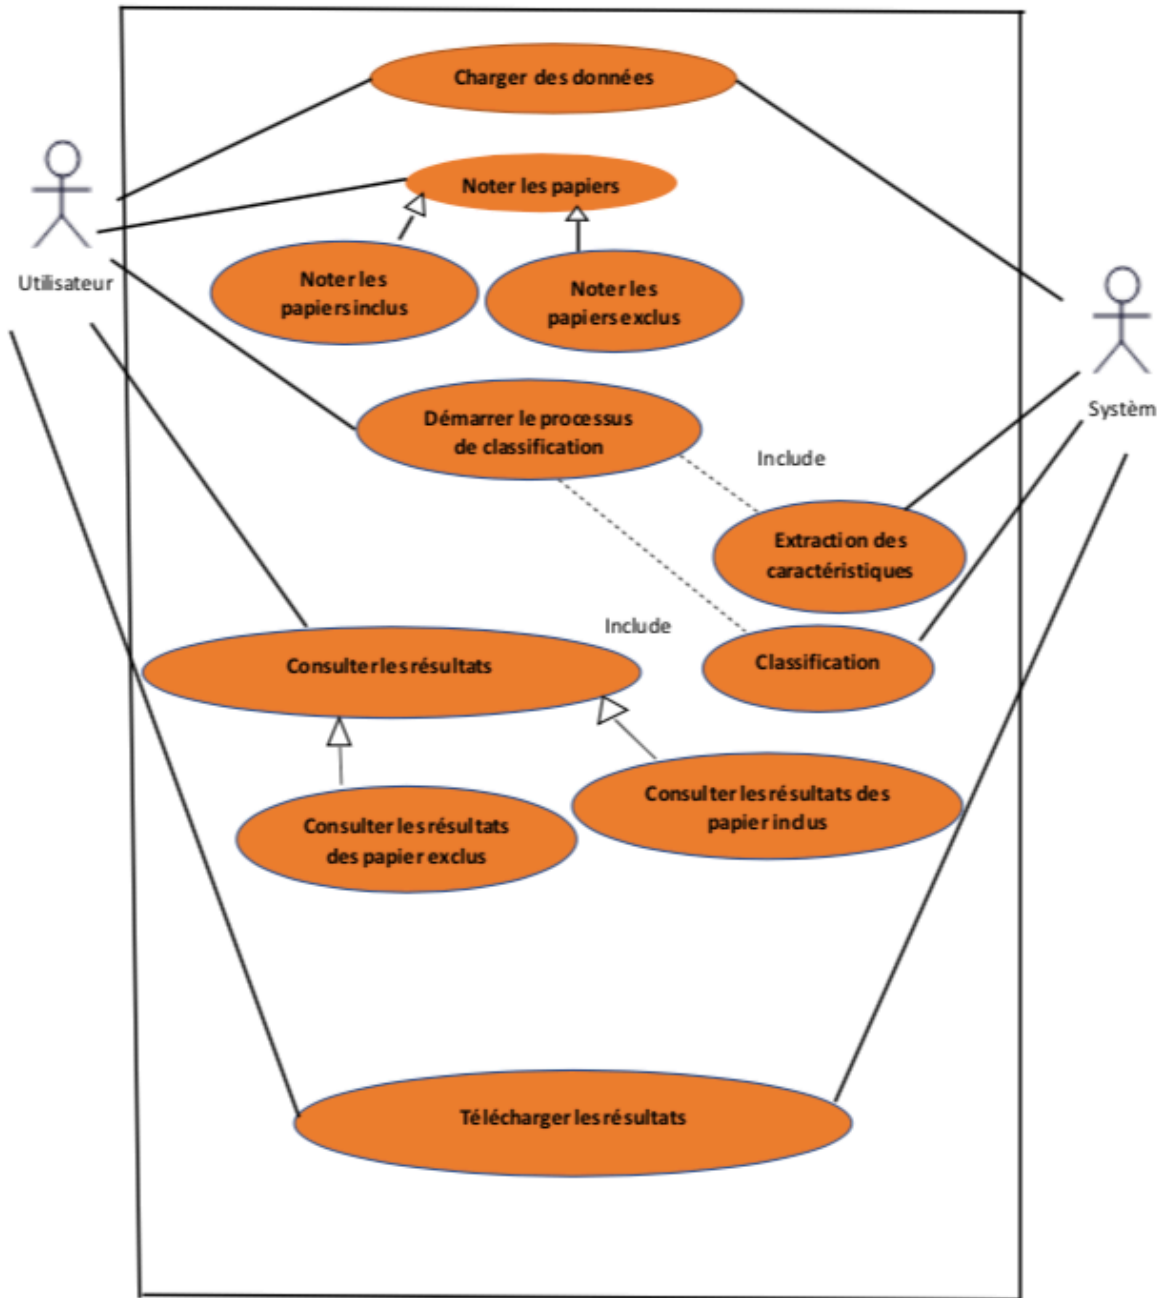 Charger des données
Noter les papiers
Utilisateur
Noter les
papiers inclus
Noter les
papiers exclus
Démarrer le processus
de classification
Systèm
Include
Extraction des
caractéristiques
Include
Consulter les résultats
Classification
Consulter les résultats des
papier inclus
Consulter les résultats
des papier exclus
Télécharger les résultats